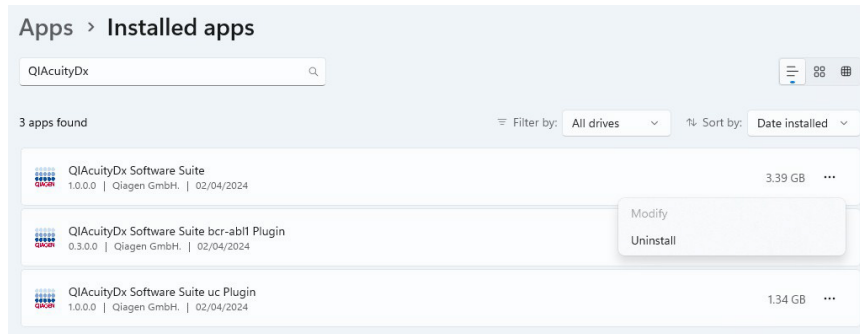 Apps > Installed apps
QIAcuityDx
3 apps found
Filter by: All drives
Sort by: Date installed
QIAcuityDx Software Suite
1.0.0.0 | Qiagen GmbH. | 02/04/2024
3.39 GB
Modify
Uninstall
QIAcuityDx Software Suite bcr-abl1 Plugin
0.3.0.0 | Qiagen GmbH. | 02/04/2024
QIAcuityDx Software Suite uc Plugin
1.0.0.0 | Qiagen GmbH. | 02/04/2024
1.34 GB
QIAGEN
QIAGEN
QIAGEN